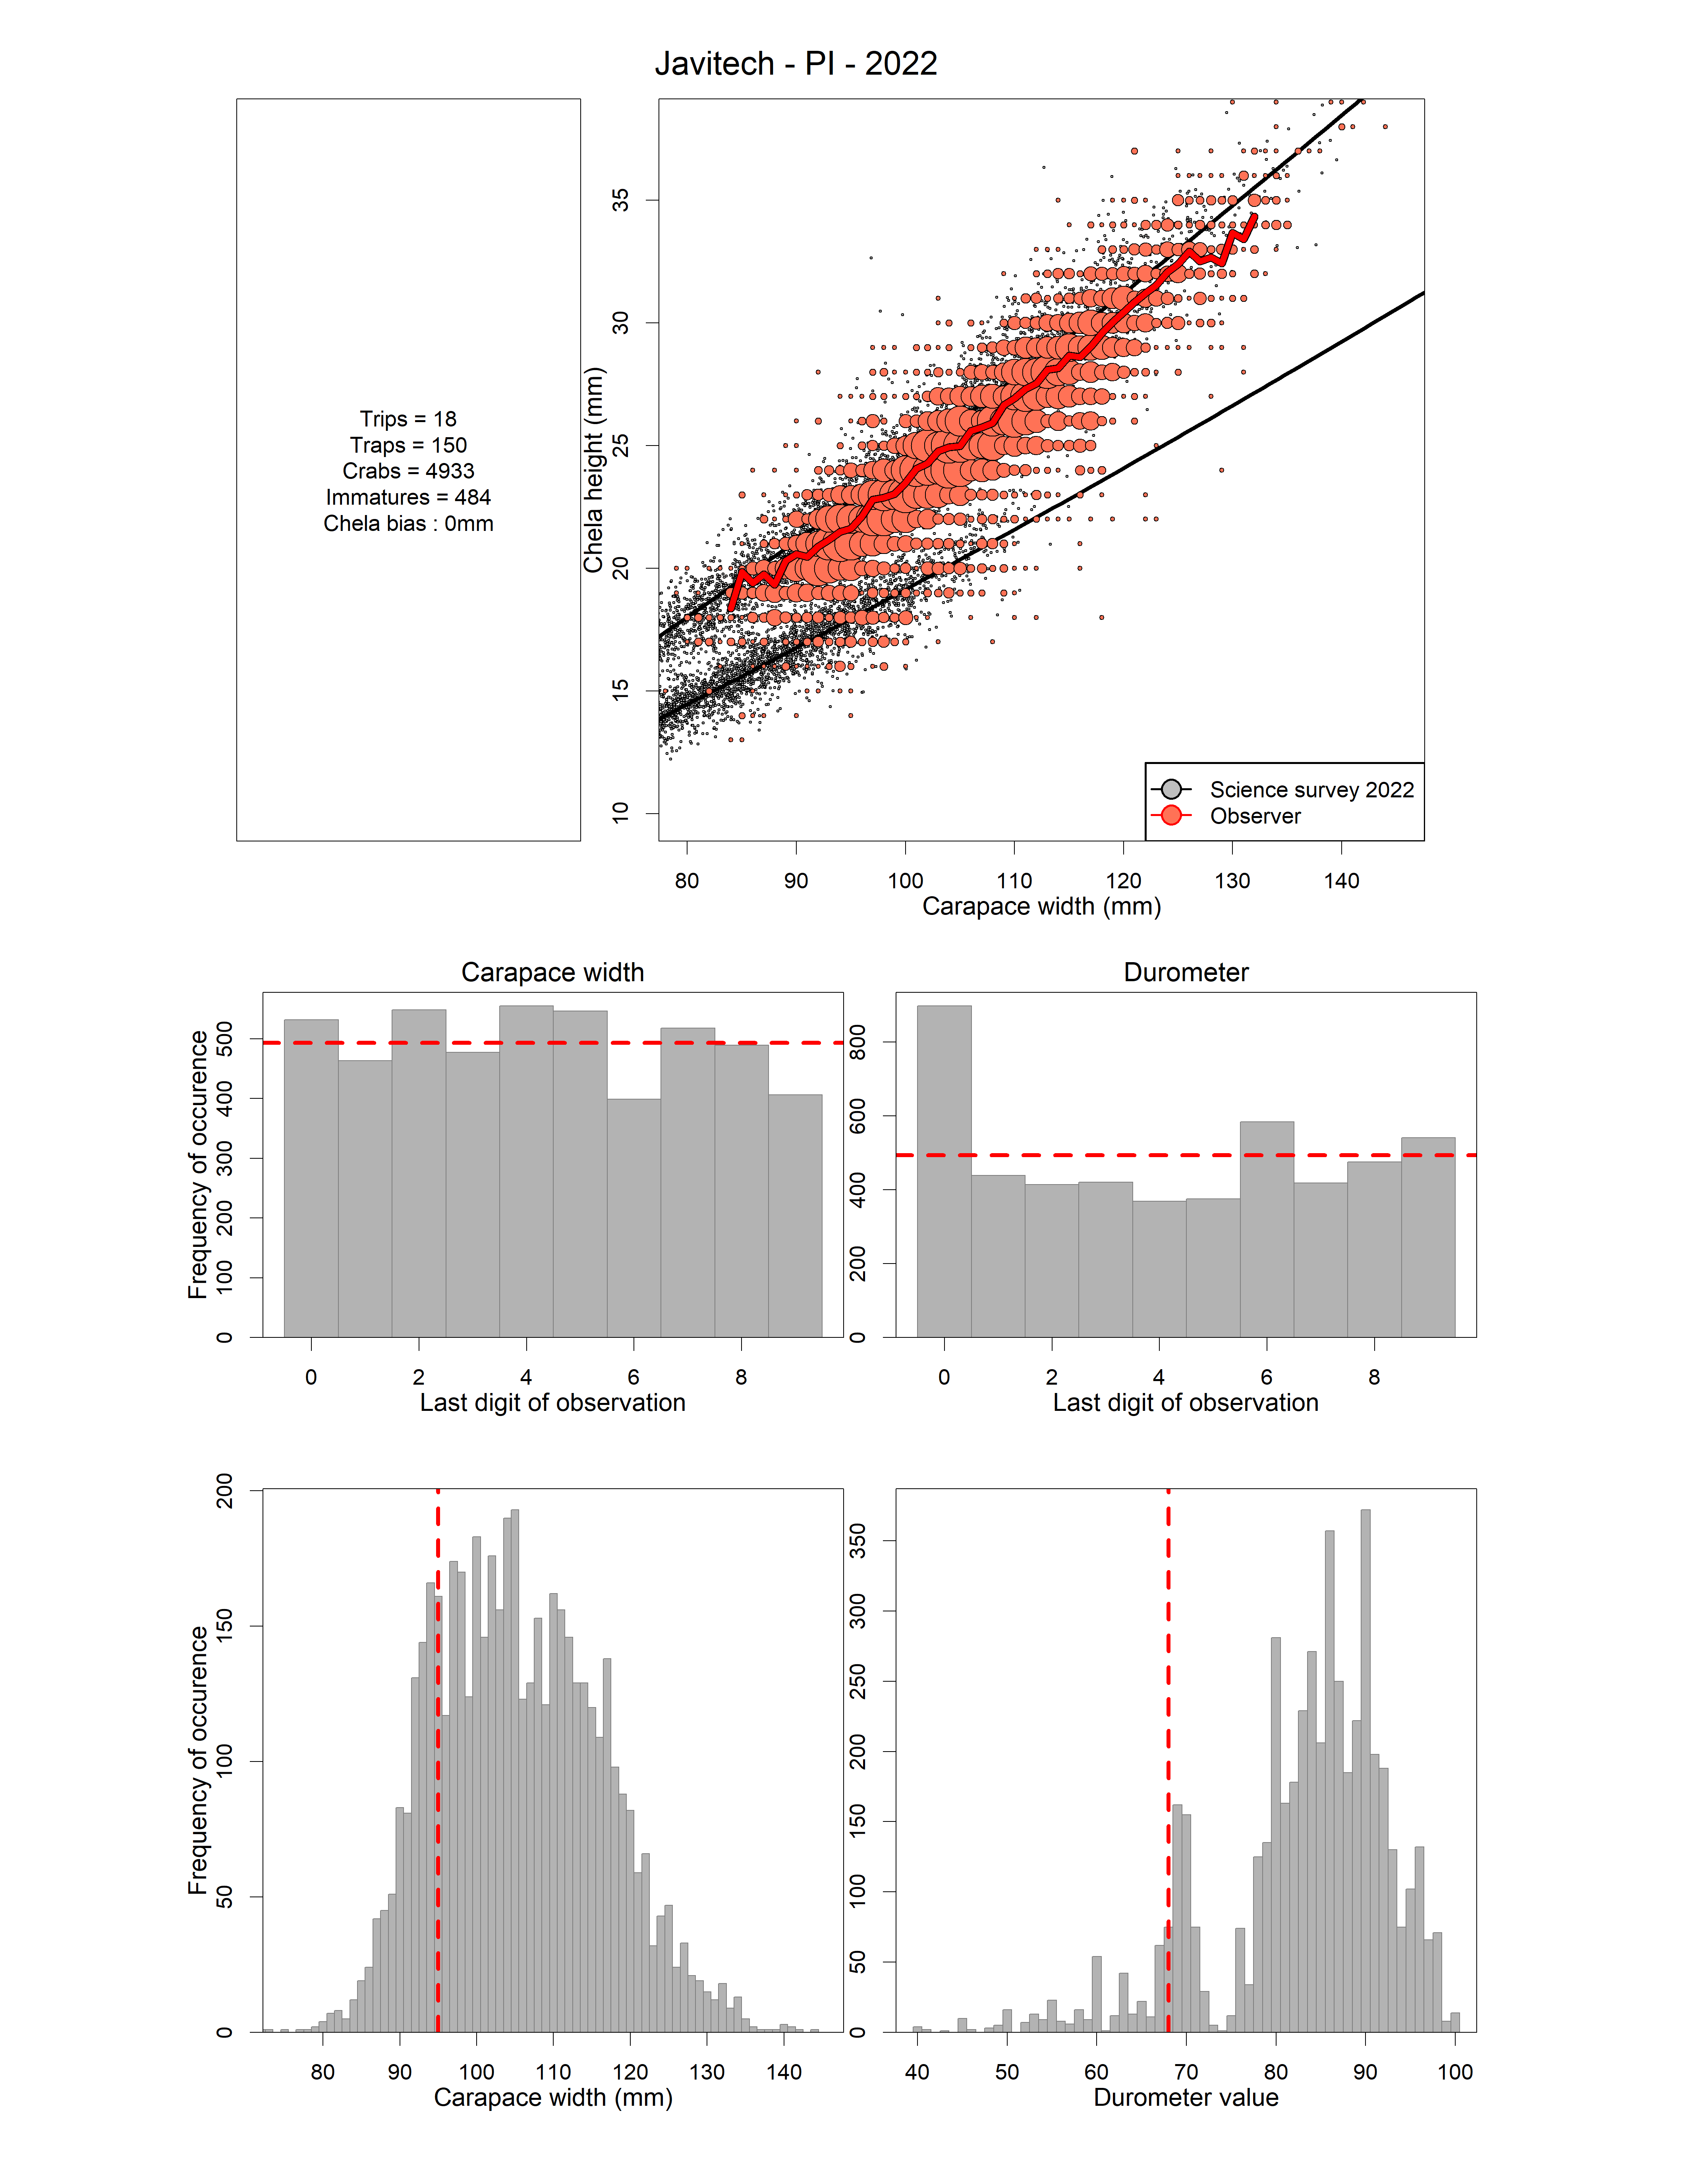 Javitech - PI - 2022
Trips = 18
Traps = 150
Crabs = 4933
Immatures = 484
Chela bias : 0mm
Chela height (mm)
35
30
25
20
15
10
Science survey 2022
Observer
80 90 100 110 120 130 140
Carapace width (mm)
Carapace width
Frequency of occurence
500
400
300
200
100
0
0 2 4 6 8
Last digit of observation
Durometer
800
600
400
200
0
0 2 4 6 8
Last digit of observation
Frequency of occurence
200
150
100
50
0
80 90 100 110 120 130 140
Carapace width (mm)
350
300
250
200
150
100
50
0
40 50 60 70 80 90 100
Durometer value